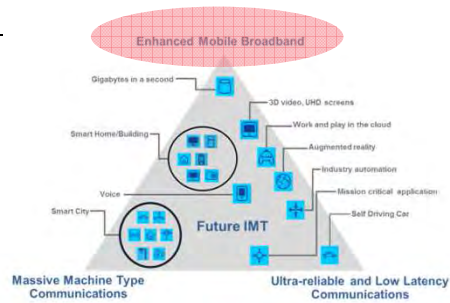 Enhanced Mobile Broadband
Gigabytes in a second
3D video, UHD screens
Smart Home/Building
Work and play in the cloud
Augmented reality
Industry automation
Voice
Mission critical application
Smart City
Self Driving Car
Future IMT
Massive Machine Type
Communications
Ultra-reliable and Low Latency
Communications